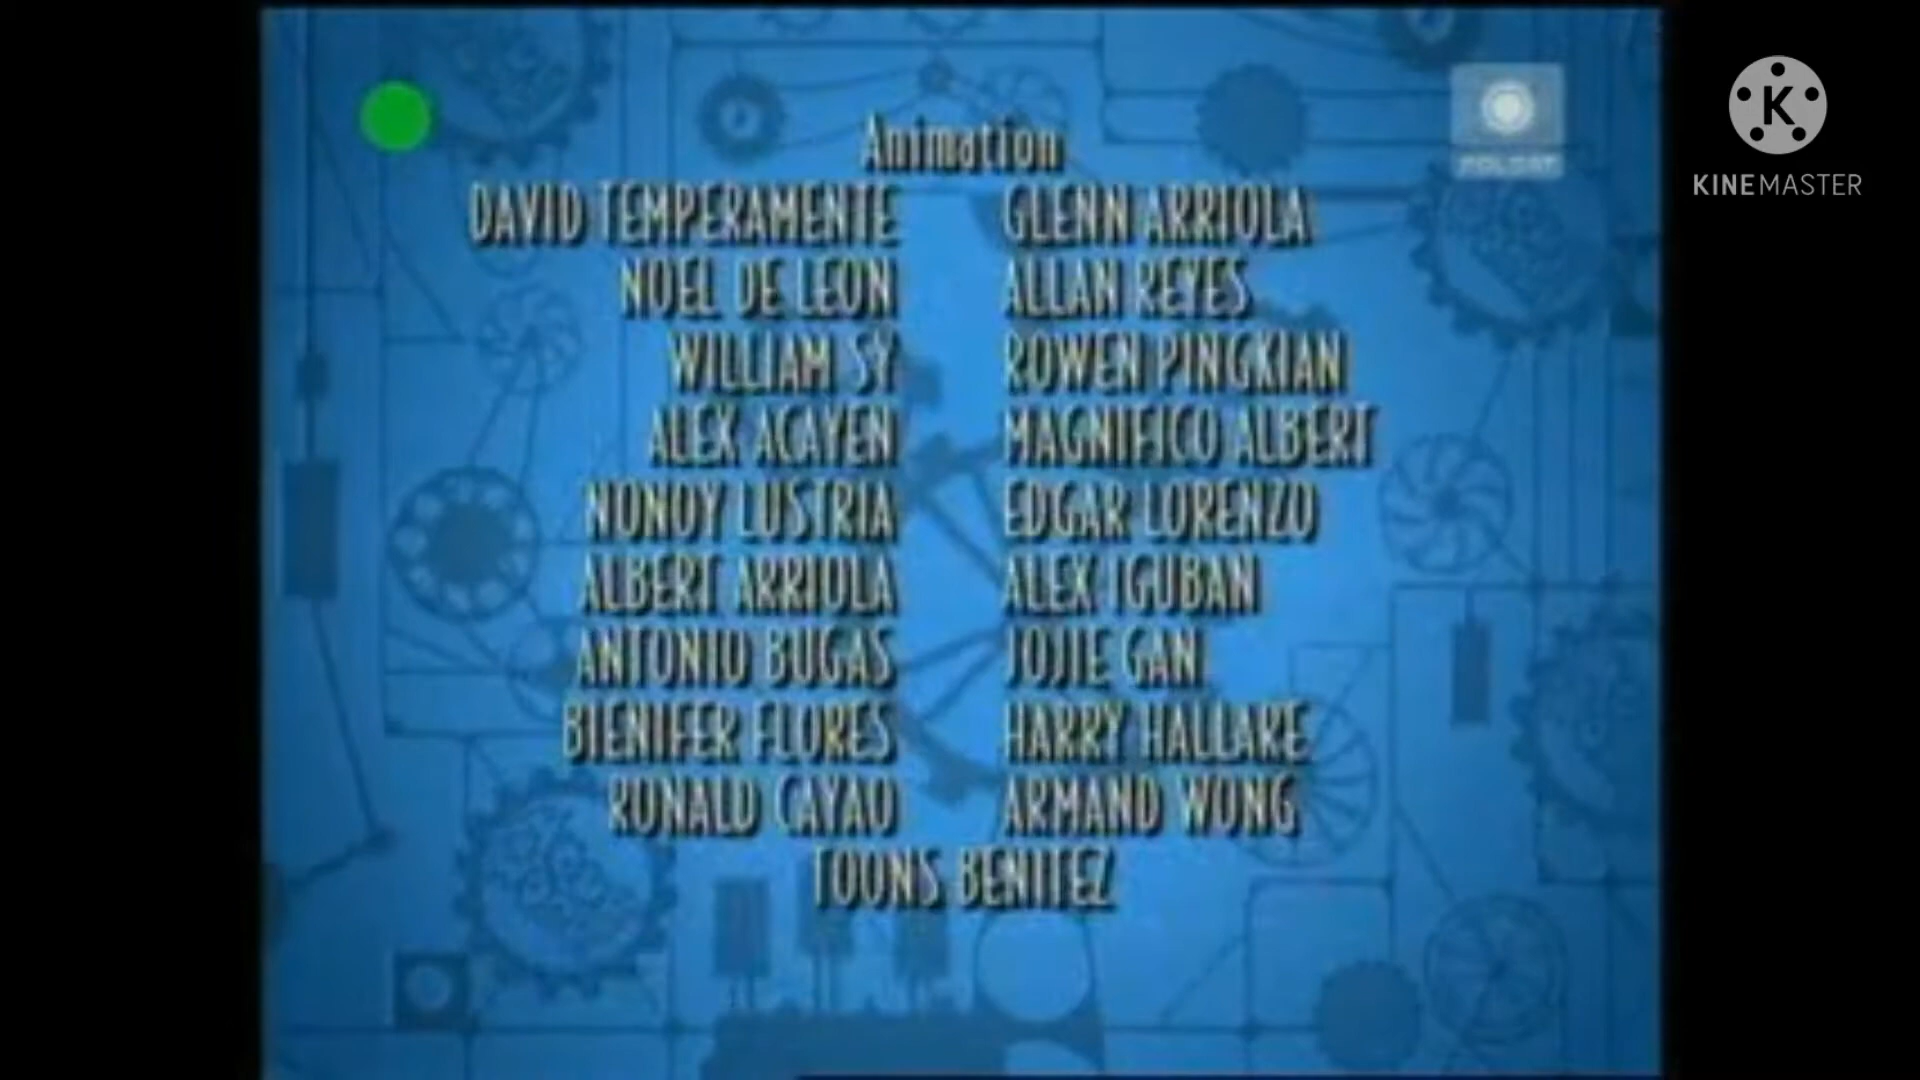 Animation
DAVID TEMPERAMENTE GLENN ARRIOLA
NOEL DE LEON ALLAN REYES
WILLIAM SY ROWEN PINGKIAN
ALEX ACAYEN MAGNIFICO ALBERT
NONOY LUSTRIA EDGAR LORENZO
ALBERT ARRIOLA ALEX IGUBAN
ANTONIO BUGAS JOJIE GAN
BIENIFER FLORES HARRY HALLARE
RONALD CAYAO ARMAND WONG
TOONS BENITEZ
POLSAT
K
KINEMASTER